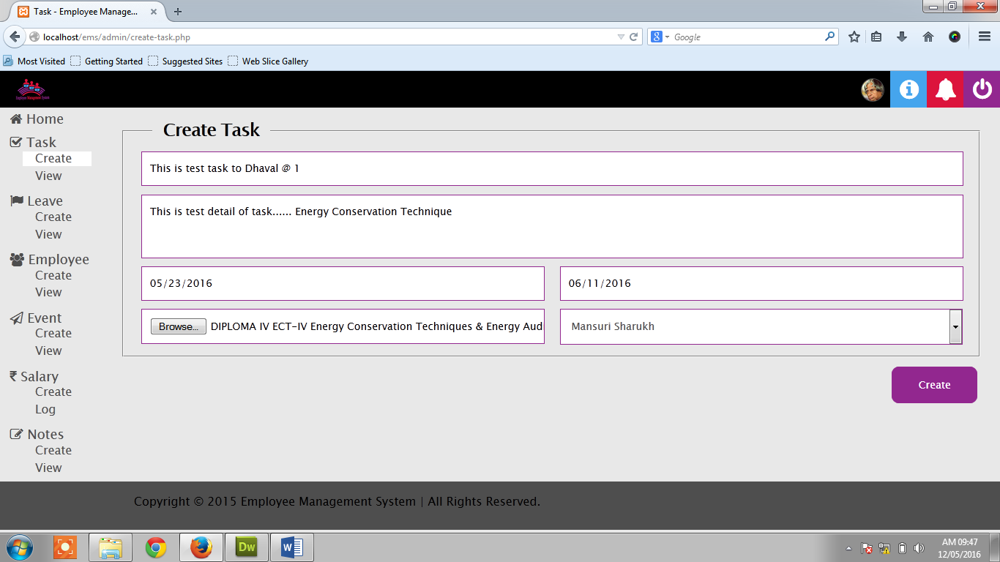 Task - Employee Manage...
localhost/ems/admin/create-task.php
Google
Most Visited
Getting Started
Suggested Sites
Web Slice Gallery
Employee Management System
Home
Task
Create
View
Leave
Create
View
Employee
Create
View
Event
Create
View
Salary
Create
Log
Notes
Create
View
Create Task
This is test task to Dhaval @ 1
This is test detail of task...... Energy Conservation Technique
05/23/2016
06/11/2016
Browse... DIPLOMA IV ECT-IV Energy Conservation Techniques & Energy Audi
Mansuri Sharukh
Create
Copyright © 2015 Employee Management System | All Rights Reserved.
Dw
W
AM 09:47
12/05/2016